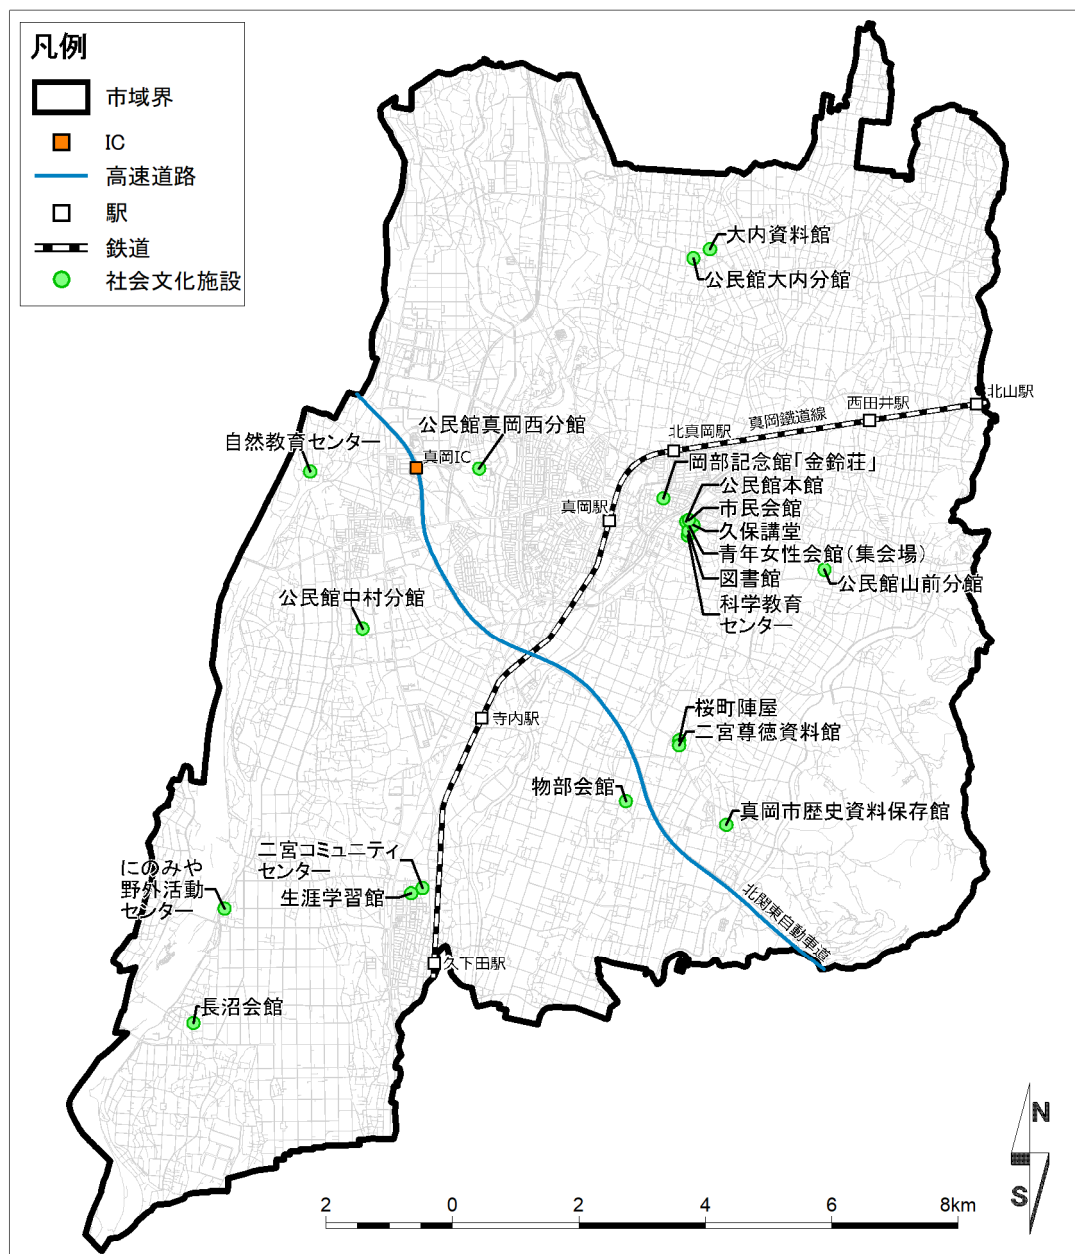 凡例
市域界
IC
高速道路
駅
鉄道
社会文化施設
大内資料館
公民館大内分館
北山駅
西田井駅
真岡鐵道線
北真岡駅
公民館真岡西分館
自然教育センター
真岡IC
岡部記念館「金鈴荘」
公民館本館
市民会館
真岡駅
久保講堂
青年女性会館(集会場)
図書館
公民館山前分館
科学教育
センター
公民館中村分館
桜町陣屋
寺内駅
二宮尊徳資料館
物部会館
真岡市歴史資料保存館
二宮コミュニティ
センター
にのみや
野外活動
センター
生涯学習館
北関東自動車道
久下田駅
長沼会館
N
S
2 0 2 4 6 8km